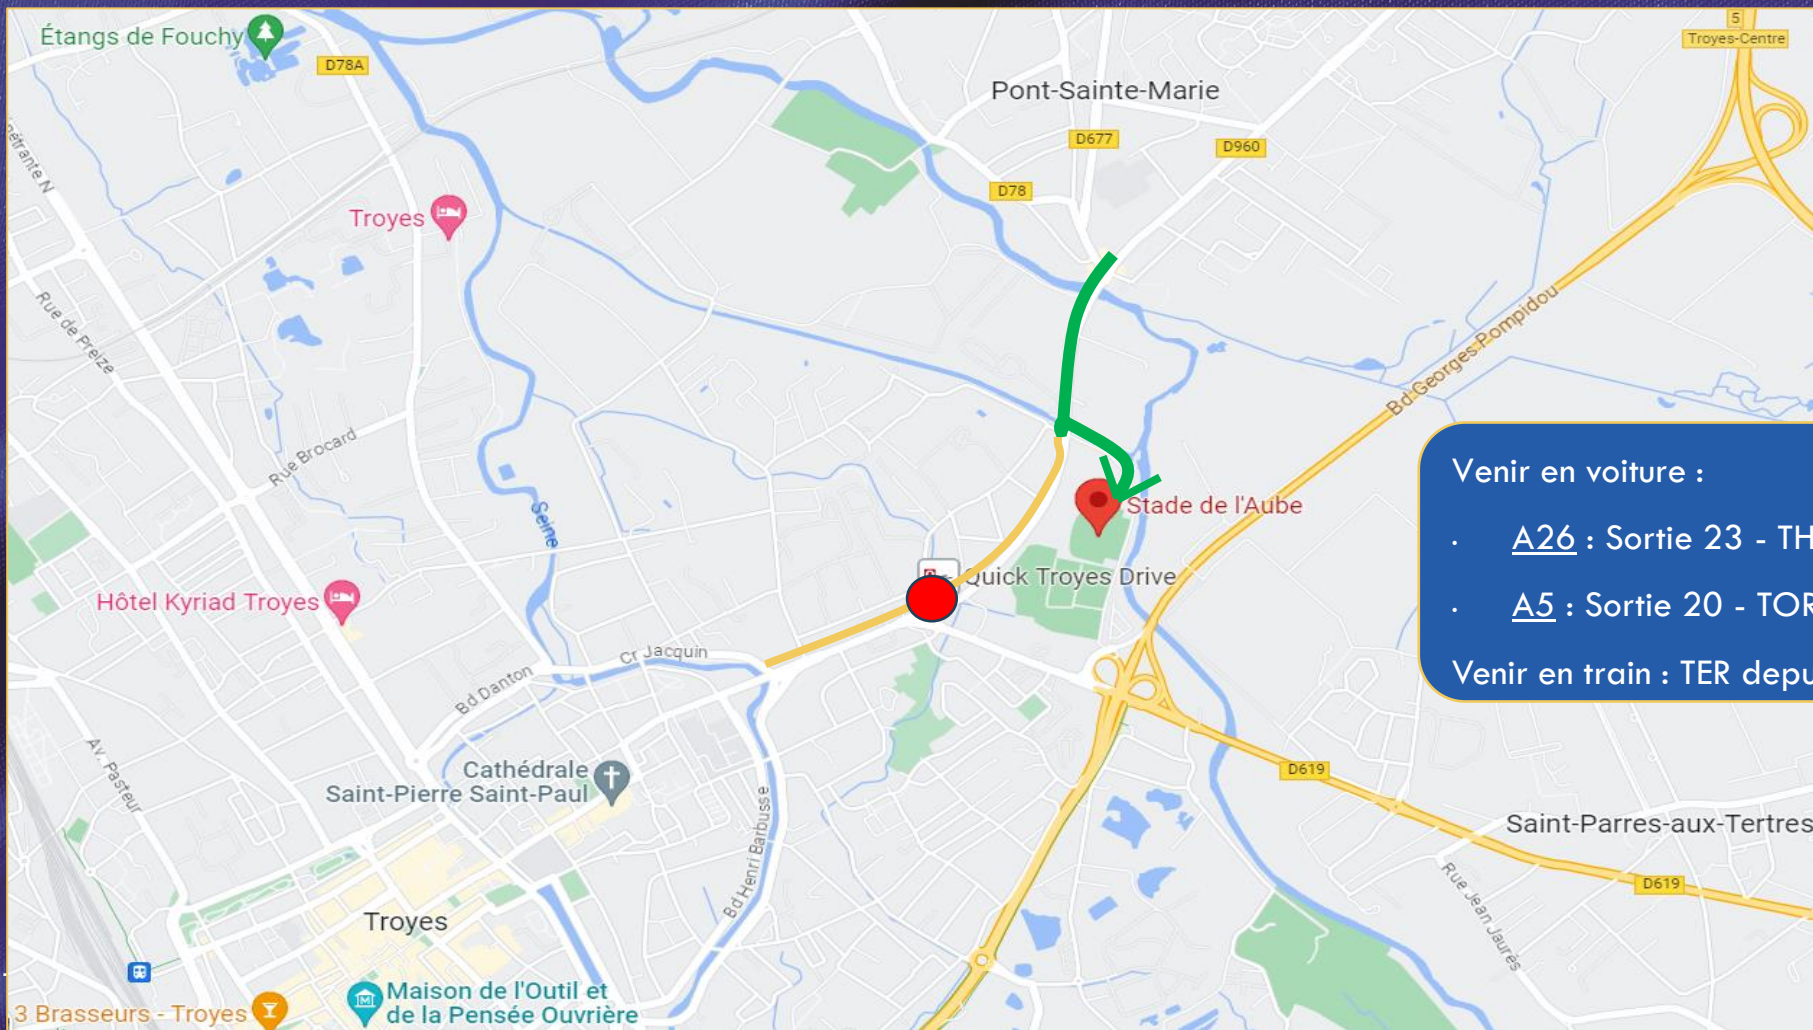 Étangs de Fouchy
D78A
5
Troyes-Centre
Pont-Sainte-Marie
D677
D960
D78
Troyes
Rue de Preize
Bd Georges Pompidou
Rue Brocard
Seine
Venir en voiture :
· A26 : Sortie 23 - TH
· A5 : Sortie 20 - TOR
Venir en train : TER depu
Stade de l'Aube
Quick Troyes Drive
Hôtel Kyriad Troyes
Cr Jacquin
Bd Danton
Av. Pasteur
Cathédrale
Saint-Pierre Saint-Paul
D619
Bd Henri Barbusse
Saint-Parres-aux-Tertres
D619
Rue Jean Jaurès
Troyes
Maison de l'Outil et
de la Pensée Ouvrière
3 Brasseurs - Troyes